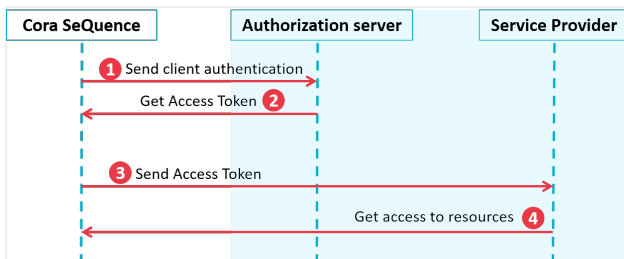 Cora SeQuence
Authorization server
Service Provider
1 Send client authentication
Get Access Token 2
3 Send Access Token
Get access to resources 4